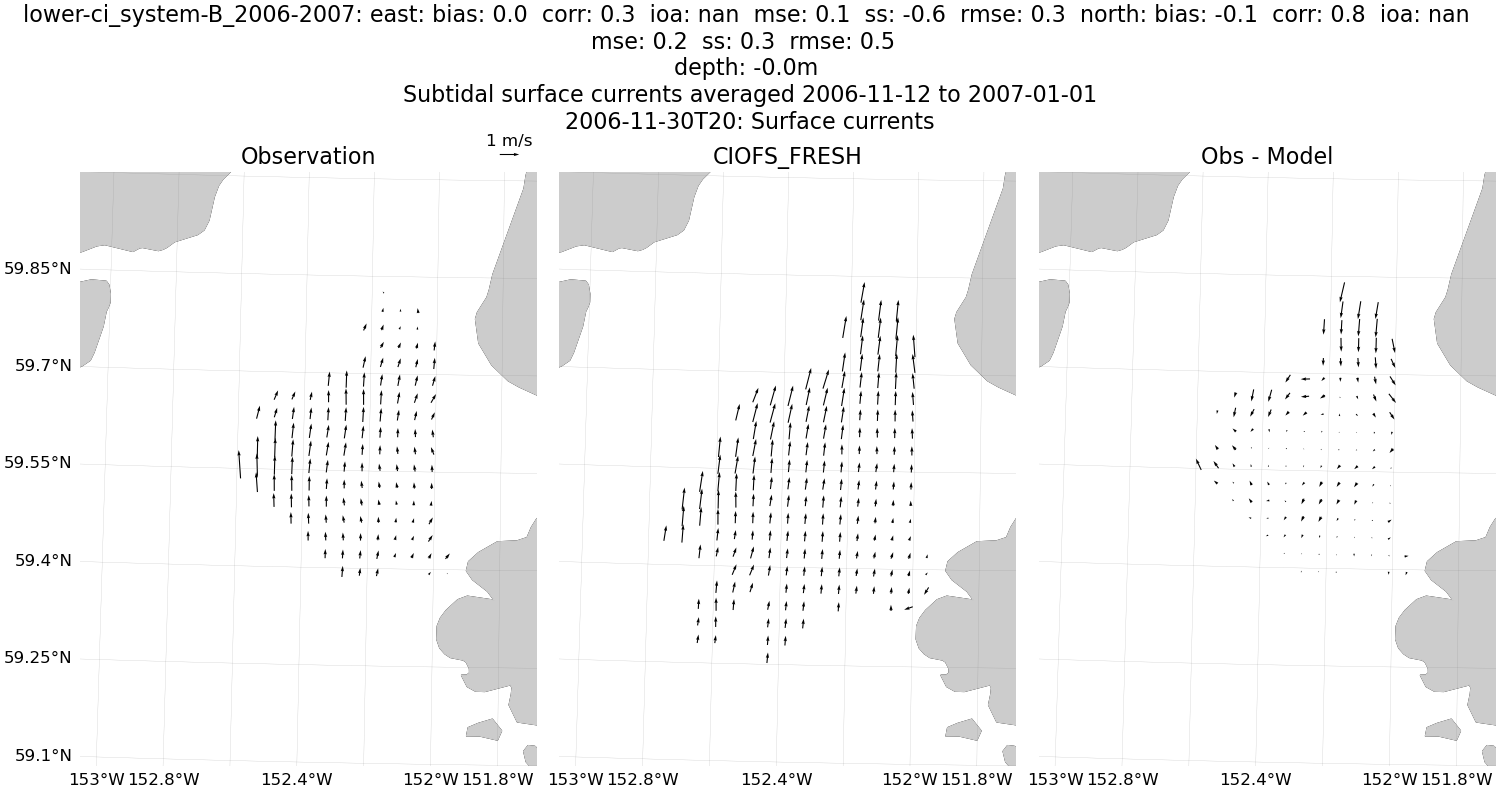 lower-ci_system-B_2006-2007: east: bias: 0.0  corr: 0.3  ioa: nan  mse: 0.1  ss: -0.6  rmse: 0.3  north: bias: -0.1  corr: 0.8  ioa: nan
mse: 0.2  ss: 0.3  rmse: 0.5
depth: -0.0m
Subtidal surface currents averaged 2006-11-12 to 2007-01-01
2006-11-30T20: Surface currents
1 m/s
Observation
CIOFS_FRESH
Obs - Model
59.85°N
59.7°N
59.55°N
59.4°N
59.25°N
59.1°N
153°W 152.8°W 152.4°W 152°W 151.8°W
153°W 152.8°W 152.4°W 152°W 151.8°W
153°W 152.8°W 152.4°W 152°W 151.8°W